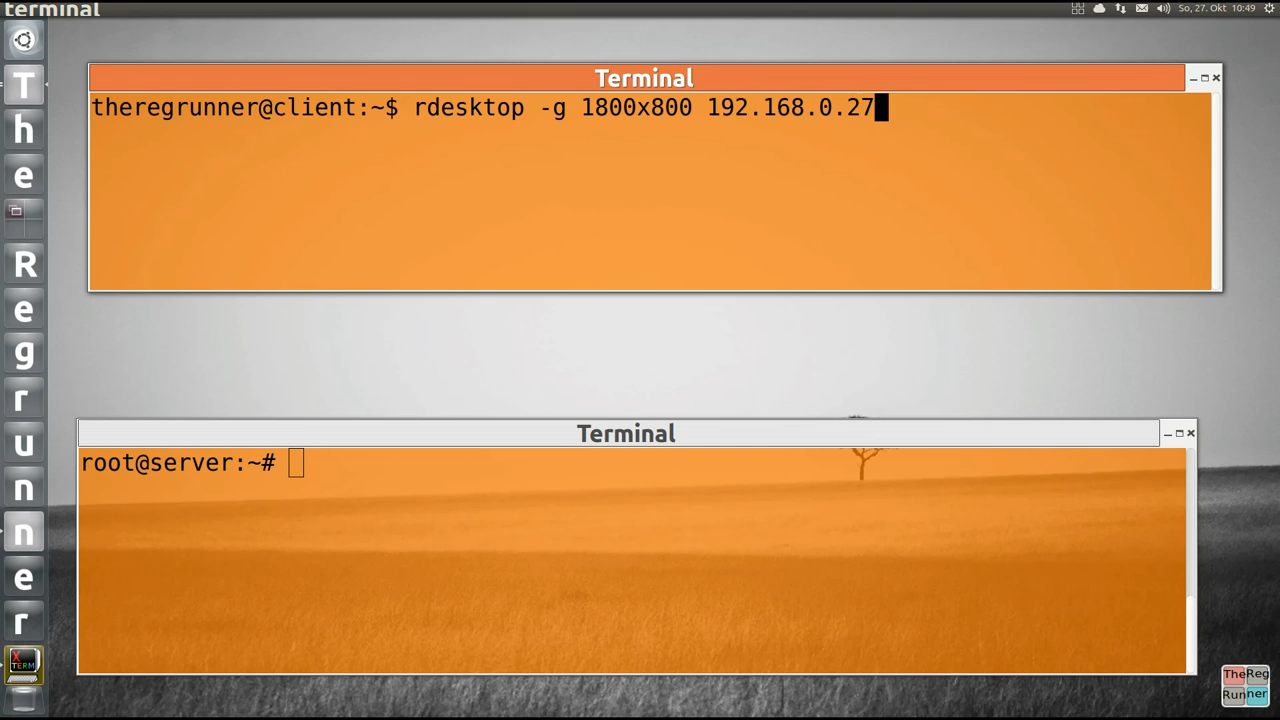 terminal
So, 27. Okt 10:49
Terminal
theregrunner@client:~$ rdesktop -g 1800x800 192.168.0.27
Terminal
root@server:~#
T
h
e
R
e
g
r
u
n
n
e
r
X
TERM
TheReg
Runner